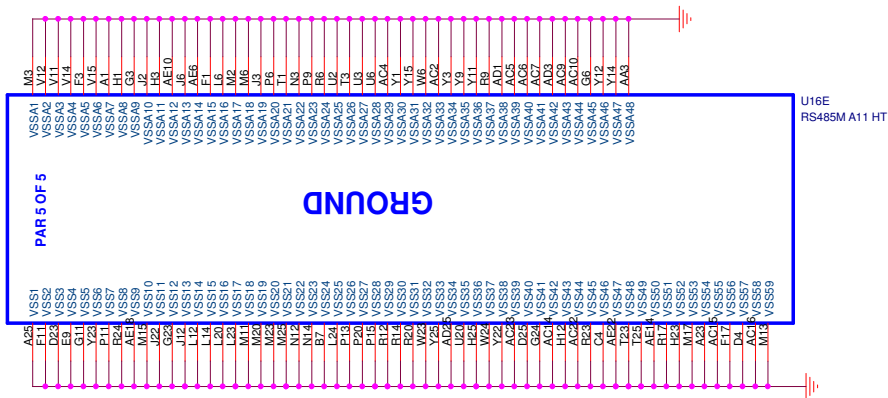 M3
V12
V11
V14
F3
V15
A1
H1
G3
J2
H3
AE10
J6
AE6
F1
L6
M2
M6
J3
P6
T1
N3
P9
R6
U2
T3
U3
U6
AC4
Y1
Y15
W6
AC2
Y3
Y9
Y11
R9
AD1
AC5
AC6
AC7
AD3
AC9
AC10
G6
Y12
Y14
AA3
VSSA1
VSSA2
VSSA3
VSSA4
VSSA5
VSSA6
VSSA7
VSSA8
VSSA9
VSSA10
VSSA11
VSSA12
VSSA13
VSSA14
VSSA15
VSSA16
VSSA17
VSSA18
VSSA19
VSSA20
VSSA21
VSSA22
VSSA23
VSSA24
VSSA25
VSSA26
VSSA27
VSSA28
VSSA29
VSSA30
VSSA31
VSSA32
VSSA33
VSSA34
VSSA35
VSSA36
VSSA37
VSSA38
VSSA39
VSSA40
VSSA41
VSSA42
VSSA43
VSSA44
VSSA45
VSSA46
VSSA47
VSSA48
U16E
RS485M A11 HT
PAR 5 OF 5
GROUND
VSS1
VSS2
VSS3
VSS4
VSS5
VSS6
VSS7
VSS8
VSS9
VSS10
VSS11
VSS12
VSS13
VSS14
VSS15
VSS16
VSS17
VSS18
VSS19
VSS20
VSS21
VSS22
VSS23
VSS24
VSS25
VSS26
VSS27
VSS28
VSS29
VSS30
VSS31
VSS32
VSS33
VSS34
VSS35
VSS36
VSS37
VSS38
VSS39
VSS40
VSS41
VSS42
VSS43
VSS44
VSS45
VSS46
VSS47
VSS48
VSS49
VSS50
VSS51
VSS52
VSS53
VSS54
VSS55
VSS56
VSS57
VSS58
VSS59
A25
F11
D23
E9
G11
Y23
P11
R24
AE18
M15
J22
G23
J12
L12
L14
L20
L23
M11
M20
M23
M25
N12
N14
B7
L24
P13
P20
P15
R12
R14
R20
W23
Y25
AD25
U20
H25
W24
Y22
AC23
D25
G24
AC14
H12
AC22
R23
C4
AE22
T23
T25
AE14
R17
H23
M17
A23
AC15
F17
D4
AC16
M13